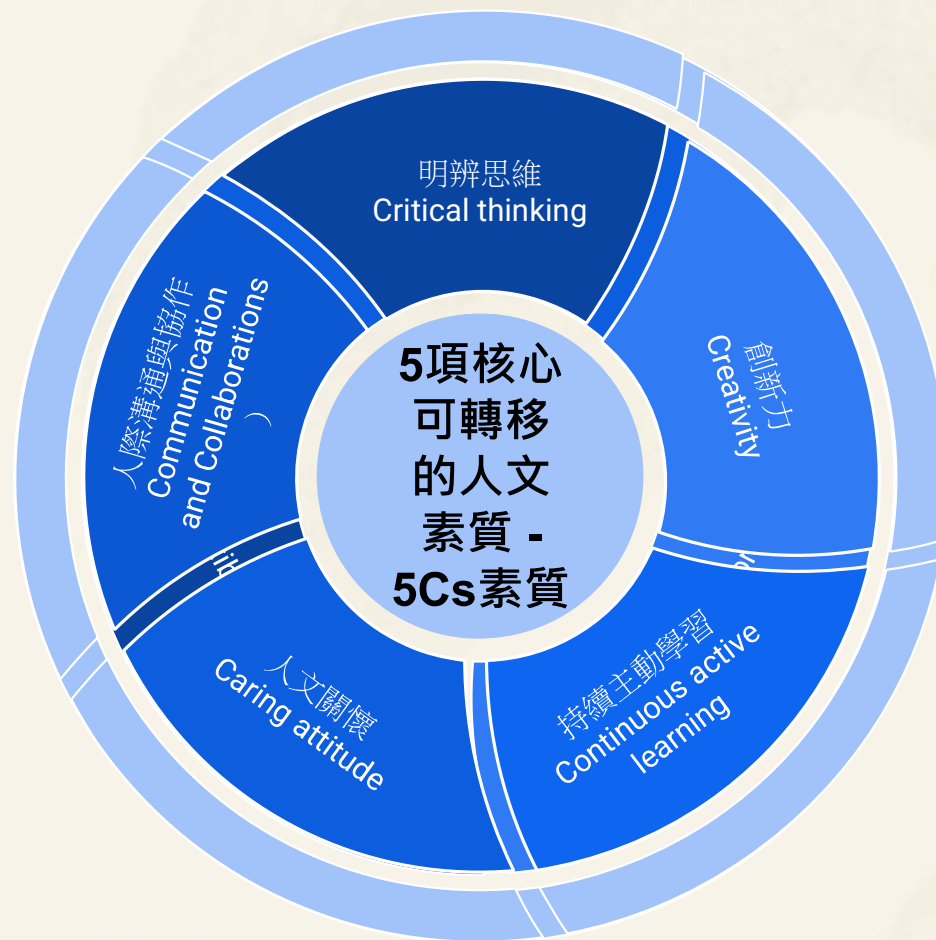 明辨思維
Critical thinking
創新力
Creativity
持續主動學習
Continuous active
learning
人文關懷
Caring attitude
人際溝通與協作
Communication
and Collaborations
）
5項核心
可轉移
的人文
素質 -
5Cs素質